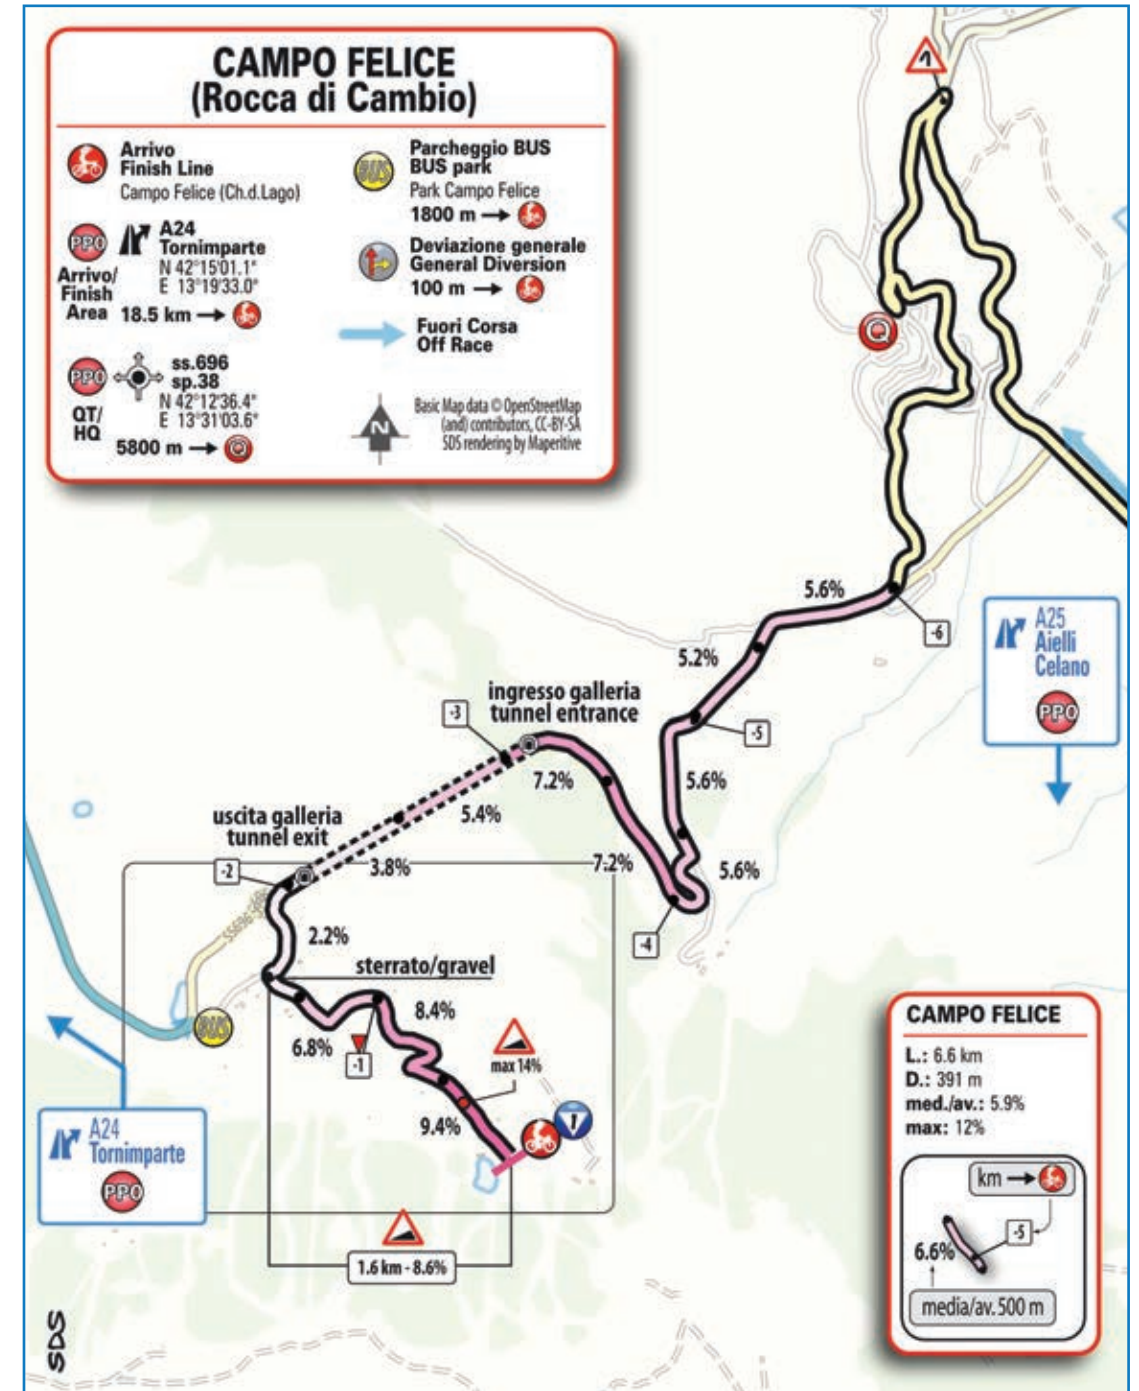 CAMPO FELICE
(Rocca di Cambio)
Arrivo
Finish Line
Campo Felice (Ch.d.Lago)
PPO
A24
Tornimparte
N 42°15'01.1"
E 13°19'33.0"
Arrivo/
Finish
Area
18.5 km
PPO
ss.696
sp.38
N 42°12'36.4"
E 13°31'03.6"
QT/
HQ
5800 m
Q
BUS
Parcheggio BUS
BUS park
Park Campo Felice
1800 m
Deviazione generale
General Diversion
100 m
Fuori Corsa
Off Race
N
Basic Map data © OpenStreetMap
(and) contributors, CC-BY-SA
SDS rendering by Maperitive
1
Q
5.6%
-6
5.2%
A25
Aielli
Celano
PPO
ingresso galleria
tunnel entrance
-3
-5
7.2%
5.6%
5.4%
uscita galleria
tunnel exit
-2
3.8%
7.2%
5.6%
-4
2.2%
sterrato/gravel
8.4%
BUS
6.8%
-1
max 14%
9.4%
A24
Tornimparte
PPO
1.6 km - 8.6%
CAMPO FELICE
L.: 6.6 km
D.: 391 m
med./av.: 5.9%
max: 12%
km
-5
6.6%
media/av. 500 m
SDS